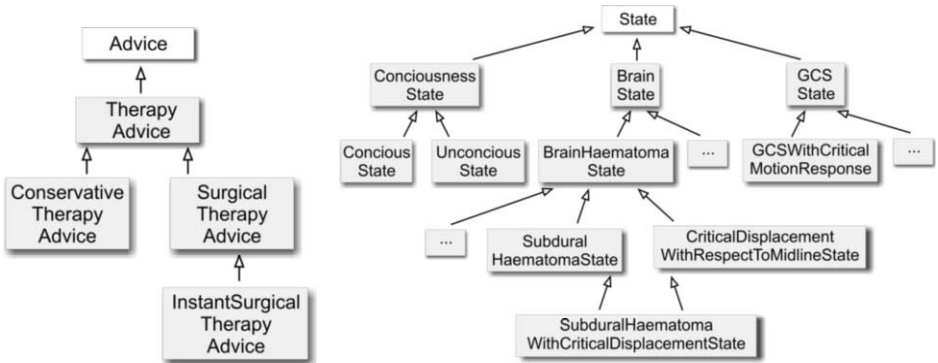 Advice
Therapy
Advice
Conservative
Therapy
Advice
Surgical
Therapy
Advice
InstantSurgical
Therapy
Advice
State
Conciousness
State
Brain
State
GCS
State
Concious
State
Unconcious
State
BrainHaematoma
State
...
GCSWithCritical
MotionResponse
...
...
Subdural
HaematomaState
CriticalDisplacement
WithRespectToMidlineState
SubduralHaematoma
WithCriticalDisplacementState